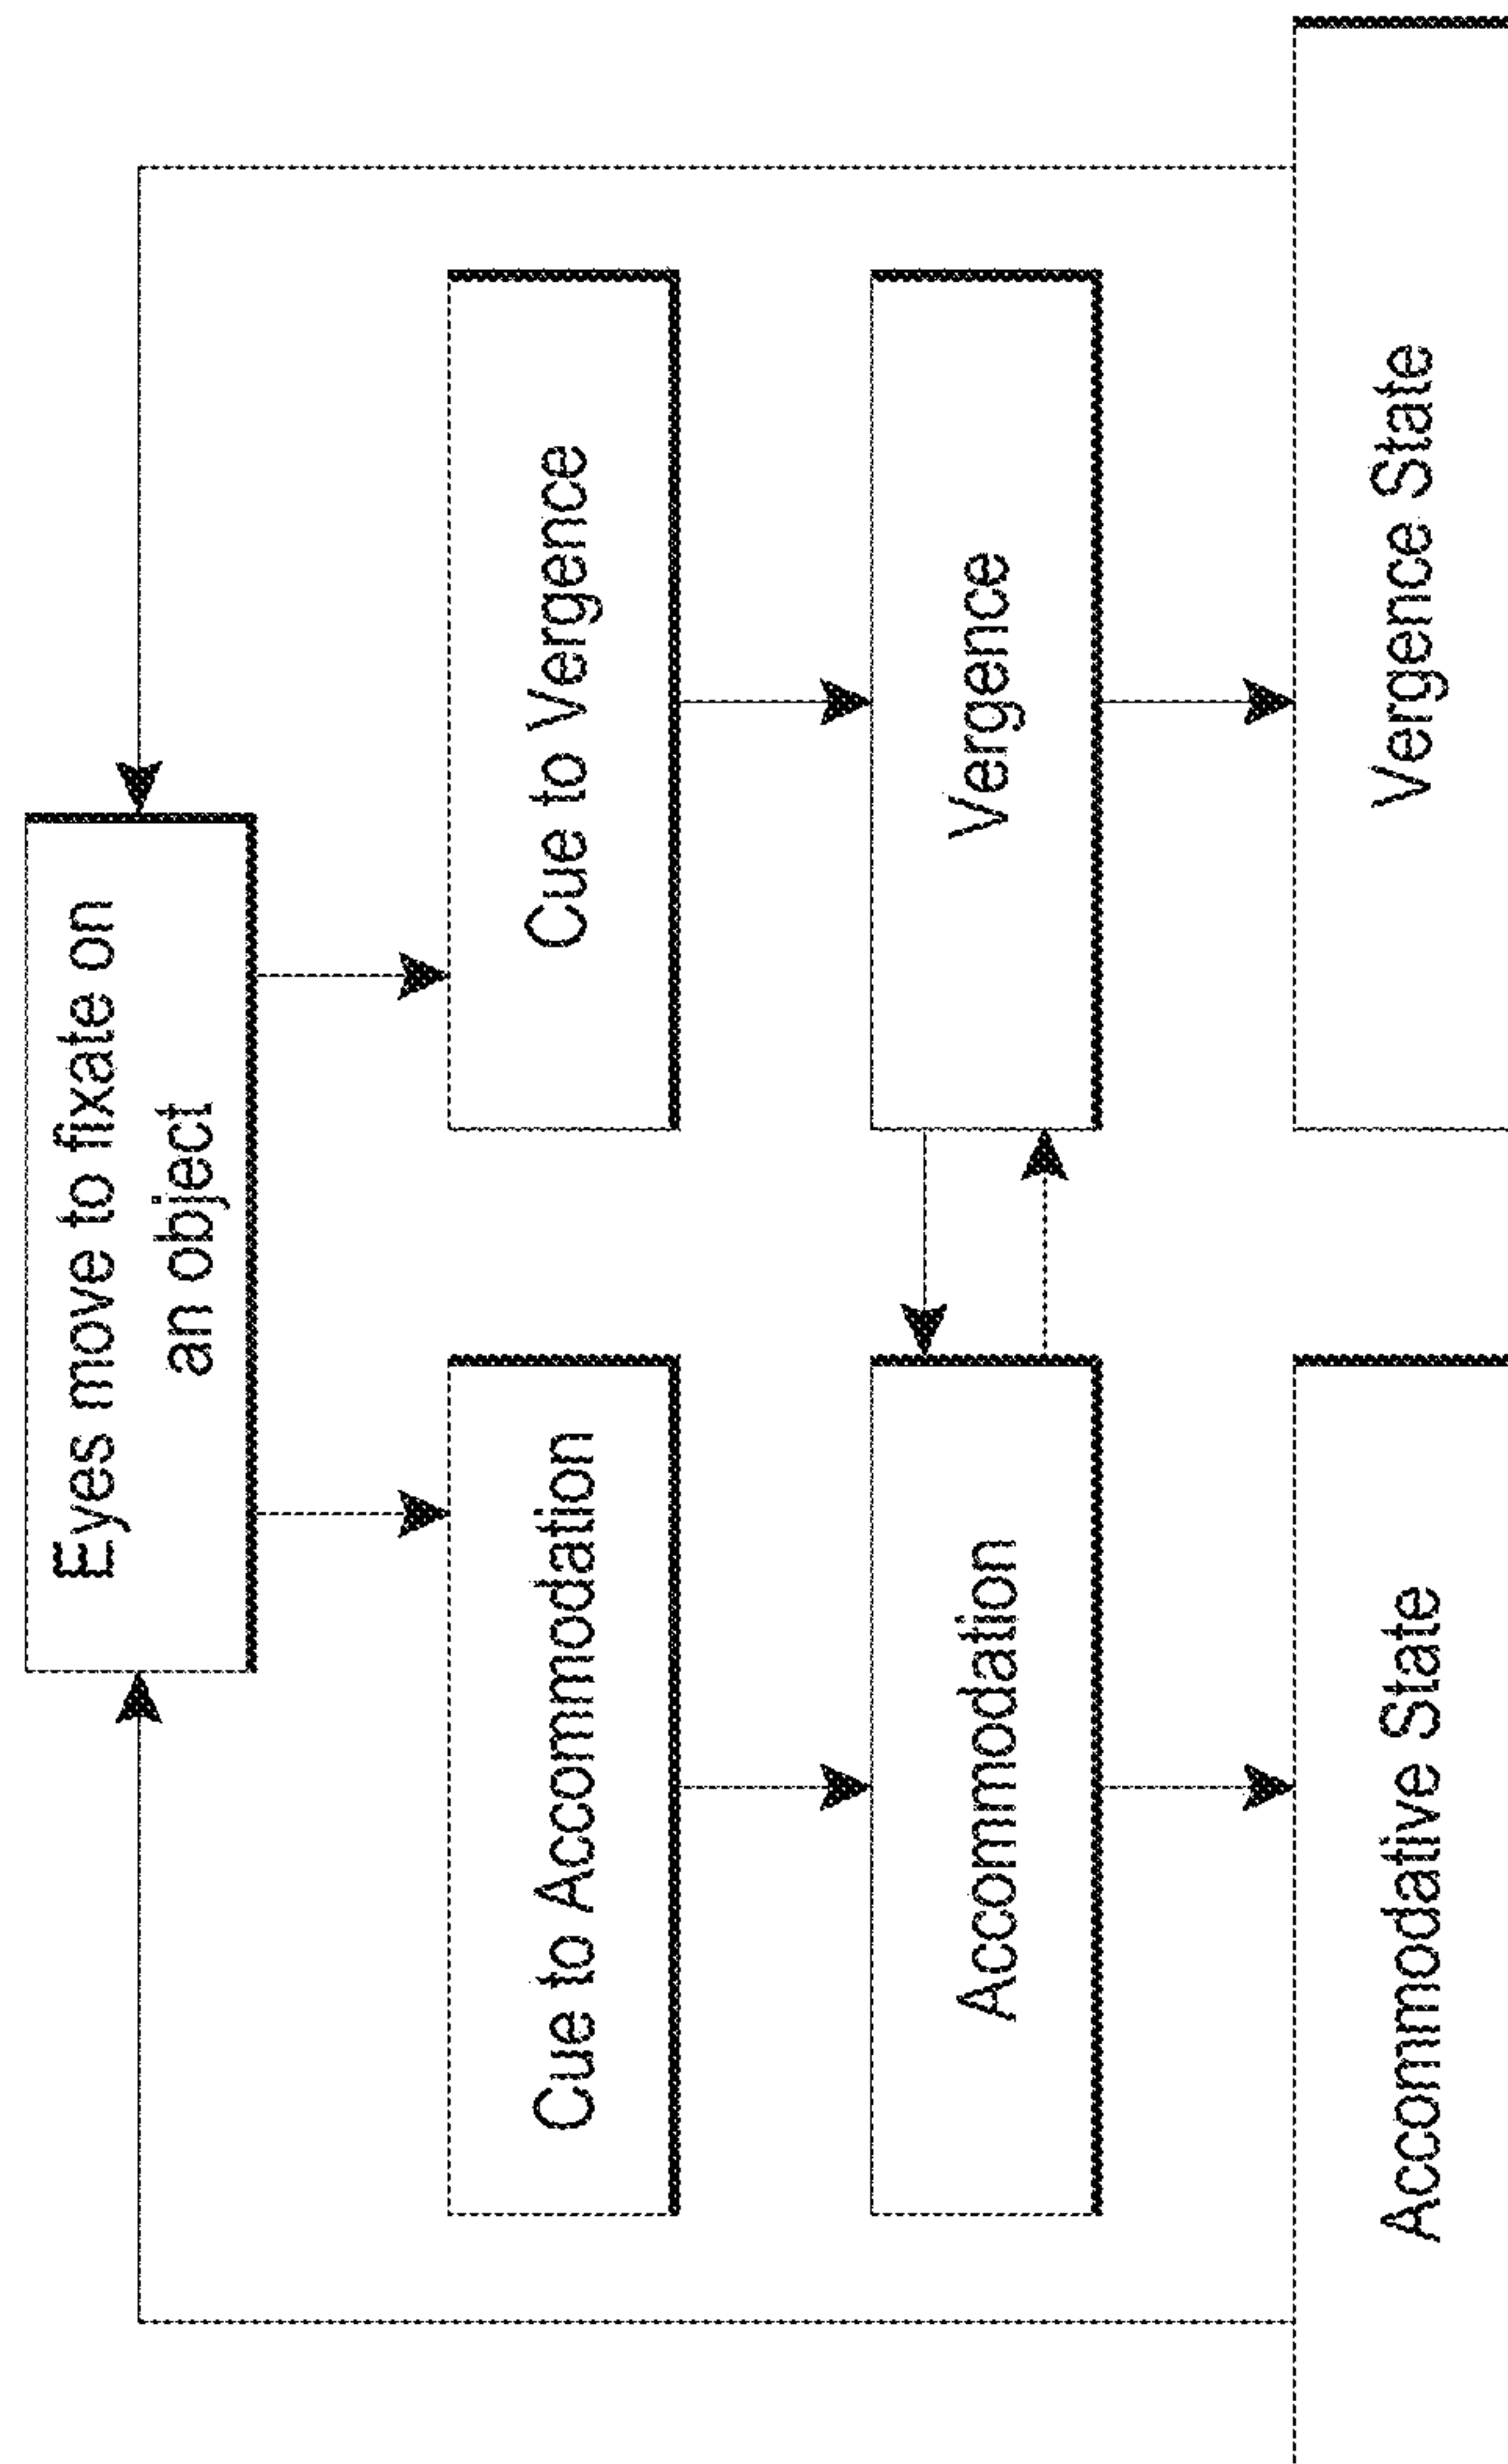 Eyes move to fixate on
an object
Cue to Accommodation
Cue to Vergence
Accommodation
Vergence
Accommodative State
Vergence State